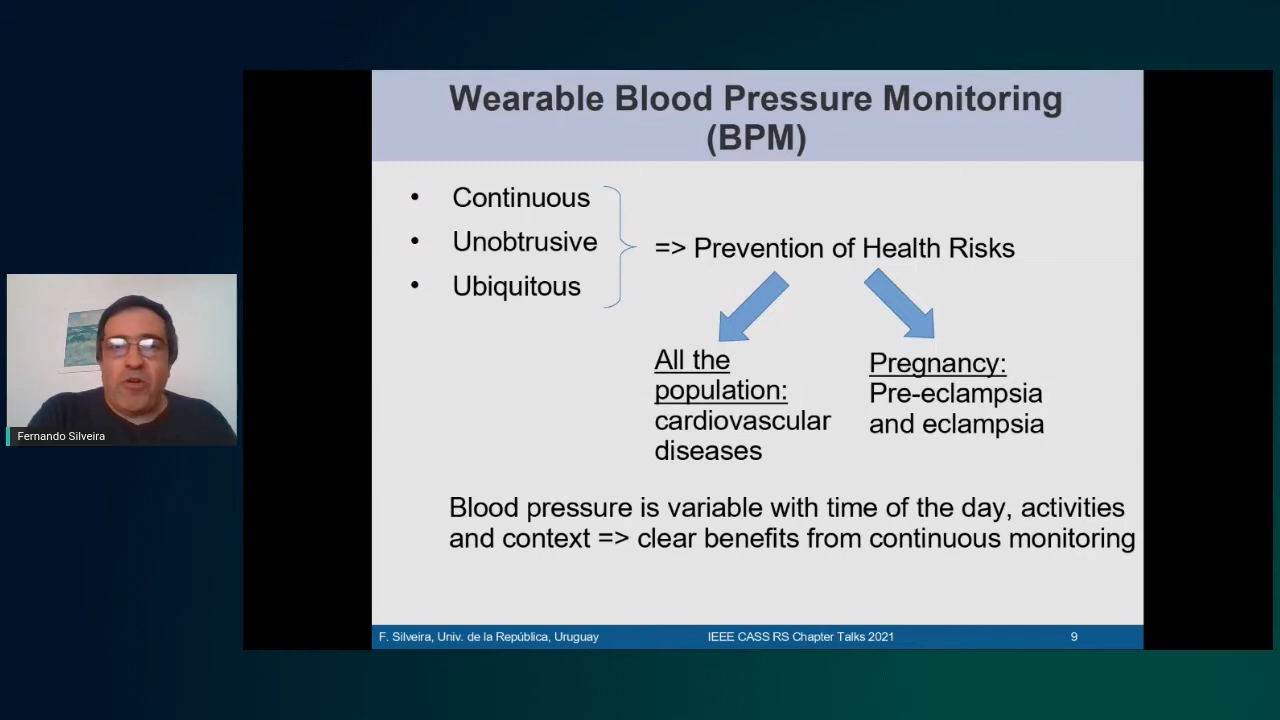 Wearable Blood Pressure Monitoring
(BPM)
• Continuous
• Unobtrusive
• Ubiquitous
=> Prevention of Health Risks
All the
population:
cardiovascular
diseases
Pregnancy:
Pre-eclampsia
and eclampsia
Blood pressure is variable with time of the day, activities
and context => clear benefits from continuous monitoring
F. Silveira, Univ. de la República, Uruguay
IEEE CASS RS Chapter Talks 2021
9
Fernando Silveira